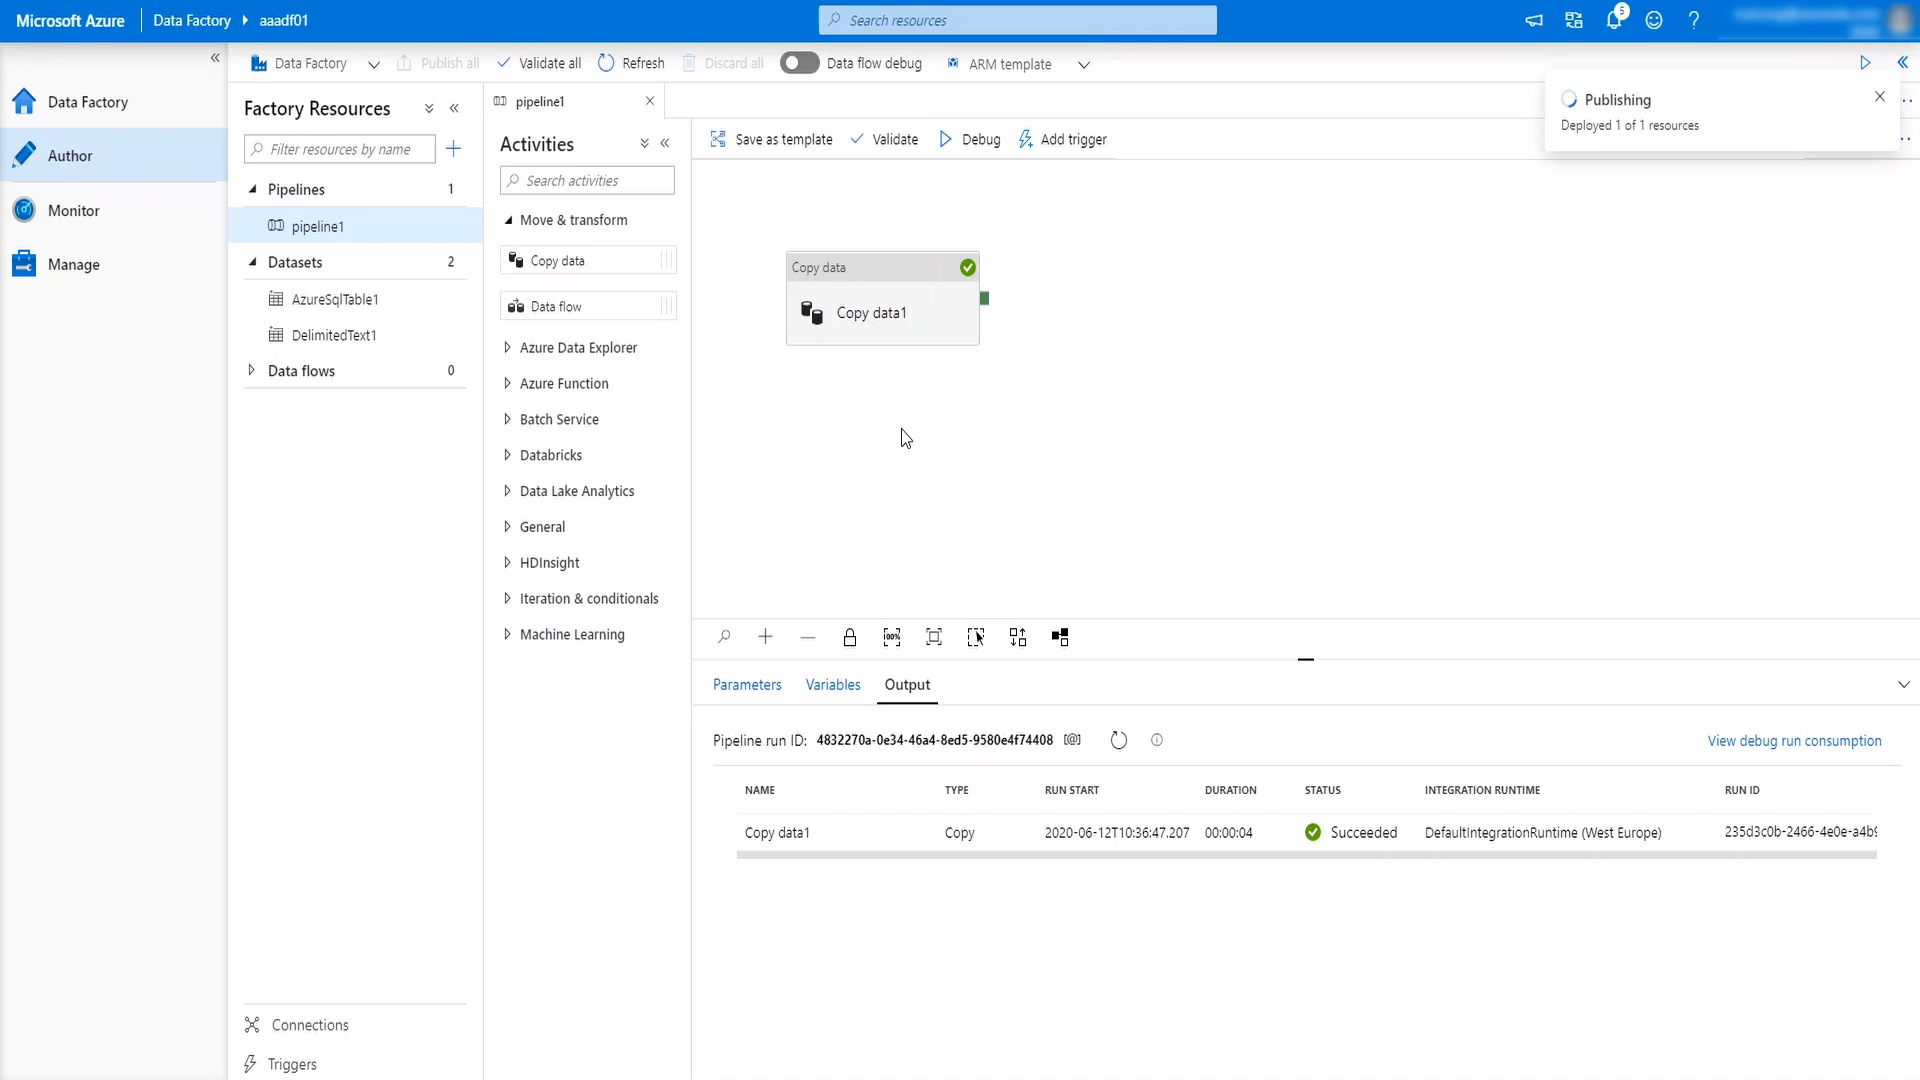 Microsoft Azure Data Factory aaadf01 Search resources 5
Data Factory Publish all Validate all Refresh Discard all Data flow debug ARM template
Data Factory
Author
Monitor
Manage
Factory Resources
Filter resources by name
Pipelines 1
pipeline1
Datasets 2
AzureSqlTable1
DelimitedText1
Data flows 0
Connections
Triggers
pipeline1
Activities
Search activities
Move & transform
Copy data
Data flow
Azure Data Explorer
Azure Function
Batch Service
Databricks
Data Lake Analytics
General
HDInsight
Iteration & conditionals
Machine Learning
Save as template Validate Debug Add trigger
Publishing
Deployed 1 of 1 resources
Copy data
Copy data1
100%
Parameters Variables Output
Pipeline run ID: 4832270a-0e34-46a4-8ed5-9580e4f74408 [@] View debug run consumption
NAME TYPE RUN START DURATION STATUS INTEGRATION RUNTIME RUN ID
Copy data1 Copy 2020-06-12T10:36:47.207 00:00:04 Succeeded DefaultIntegrationRuntime (West Europe) 235d3c0b-2466-4e0e-a4b9